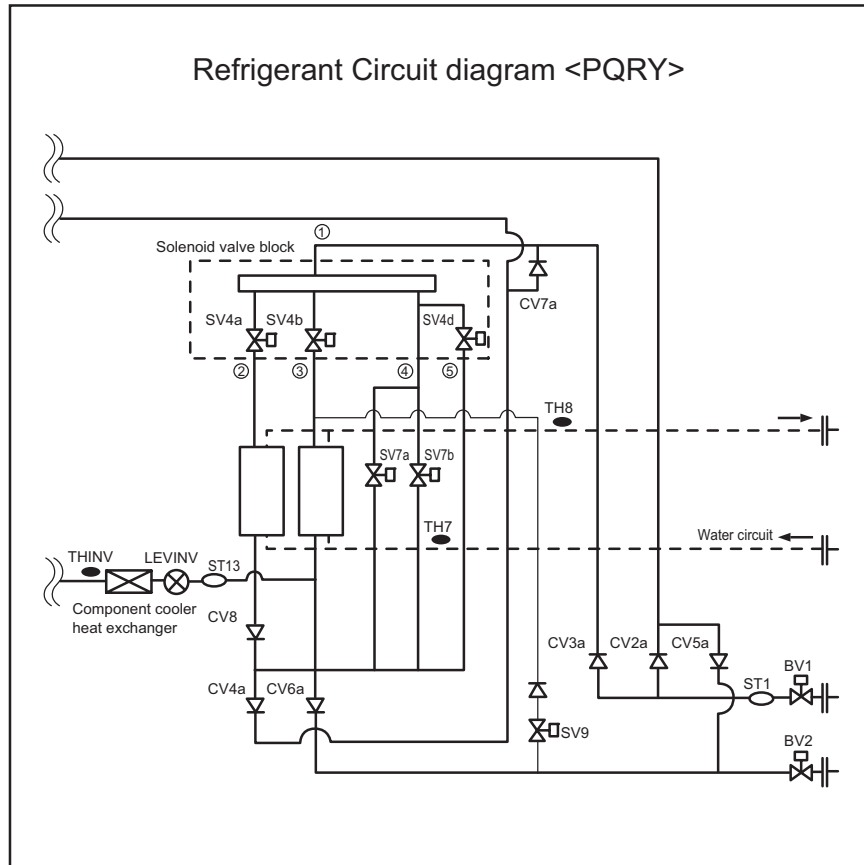 Refrigerant Circuit diagram <PQRY>
①
Solenoid valve block
CV7a
SV4a
SV4b
SV4d
②
③
④
⑤
TH8
SV7a
SV7b
TH7
Water circuit
THINV
LEVINV
ST13
Component cooler
heat exchanger
CV8
CV3a
CV2a
CV5a
BV1
ST1
CV4a
CV6a
SV9
BV2